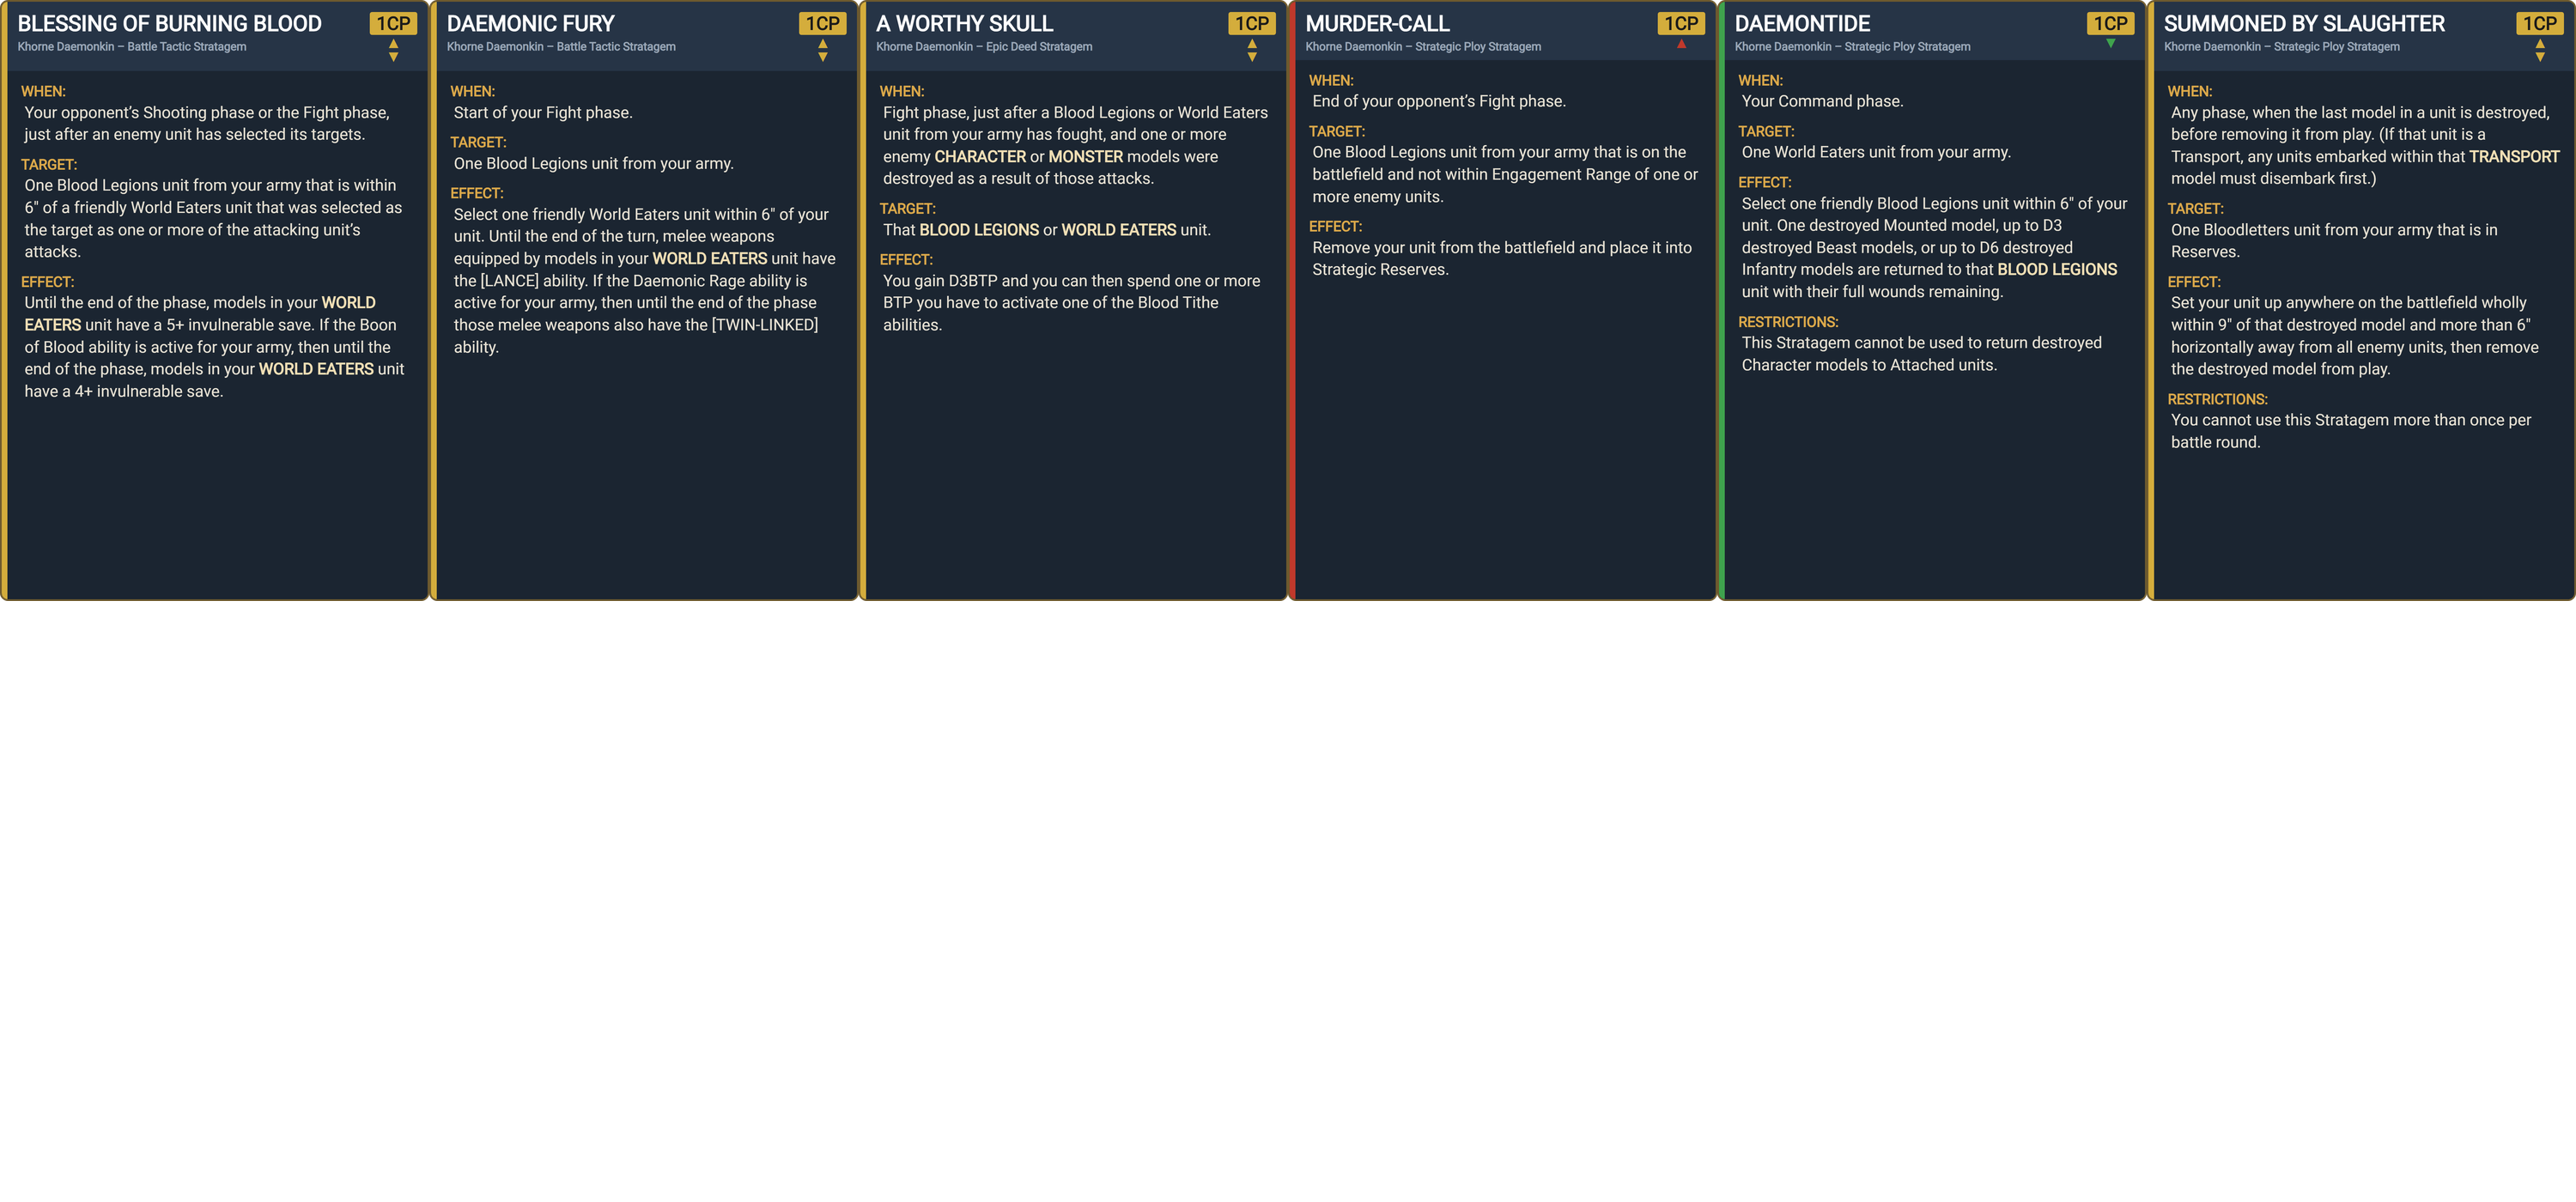 BLESSING OF BURNING BLOOD
1CP
Khorne Daemonkin – Battle Tactic Stratagem
WHEN:
Your opponent’s Shooting phase or the Fight phase,
just after an enemy unit has selected its targets.
TARGET:
One Blood Legions unit from your army that is within
6" of a friendly World Eaters unit that was selected as
the target as one or more of the attacking unit’s
attacks.
EFFECT:
Until the end of the phase, models in your WORLD
EATERS unit have a 5+ invulnerable save. If the Boon
of Blood ability is active for your army, then until the
end of the phase, models in your WORLD EATERS unit
have a 4+ invulnerable save.
DAEMONIC FURY
1CP
Khorne Daemonkin – Battle Tactic Stratagem
WHEN:
Start of your Fight phase.
TARGET:
One Blood Legions unit from your army.
EFFECT:
Select one friendly World Eaters unit within 6" of your
unit. Until the end of the turn, melee weapons
equipped by models in your WORLD EATERS unit have
the [LANCE] ability. If the Daemonic Rage ability is
active for your army, then until the end of the phase
those melee weapons also have the [TWIN-LINKED]
ability.
A WORTHY SKULL
1CP
Khorne Daemonkin – Epic Deed Stratagem
WHEN:
Fight phase, just after a Blood Legions or World Eaters
unit from your army has fought, and one or more
enemy CHARACTER or MONSTER models were
destroyed as a result of those attacks.
TARGET:
That BLOOD LEGIONS or WORLD EATERS unit.
EFFECT:
You gain D3BTP and you can then spend one or more
BTP you have to activate one of the Blood Tithe
abilities.
MURDER-CALL
1CP
Khorne Daemonkin – Strategic Ploy Stratagem
WHEN:
End of your opponent’s Fight phase.
TARGET:
One Blood Legions unit from your army that is on the
battlefield and not within Engagement Range of one or
more enemy units.
EFFECT:
Remove your unit from the battlefield and place it into
Strategic Reserves.
DAEMONTIDE
1CP
Khorne Daemonkin – Strategic Ploy Stratagem
WHEN:
Your Command phase.
TARGET:
One World Eaters unit from your army.
EFFECT:
Select one friendly Blood Legions unit within 6" of your
unit. One destroyed Mounted model, up to D3
destroyed Beast models, or up to D6 destroyed
Infantry models are returned to that BLOOD LEGIONS
unit with their full wounds remaining.
RESTRICTIONS:
This Stratagem cannot be used to return destroyed
Character models to Attached units.
SUMMONED BY SLAUGHTER
1CP
Khorne Daemonkin – Strategic Ploy Stratagem
WHEN:
Any phase, when the last model in a unit is destroyed,
before removing it from play. (If that unit is a
Transport, any units embarked within that TRANSPORT
model must disembark first.)
TARGET:
One Bloodletters unit from your army that is in
Reserves.
EFFECT:
Set your unit up anywhere on the battlefield wholly
within 9" of that destroyed model and more than 6"
horizontally away from all enemy units, then remove
the destroyed model from play.
RESTRICTIONS:
You cannot use this Stratagem more than once per
battle round.